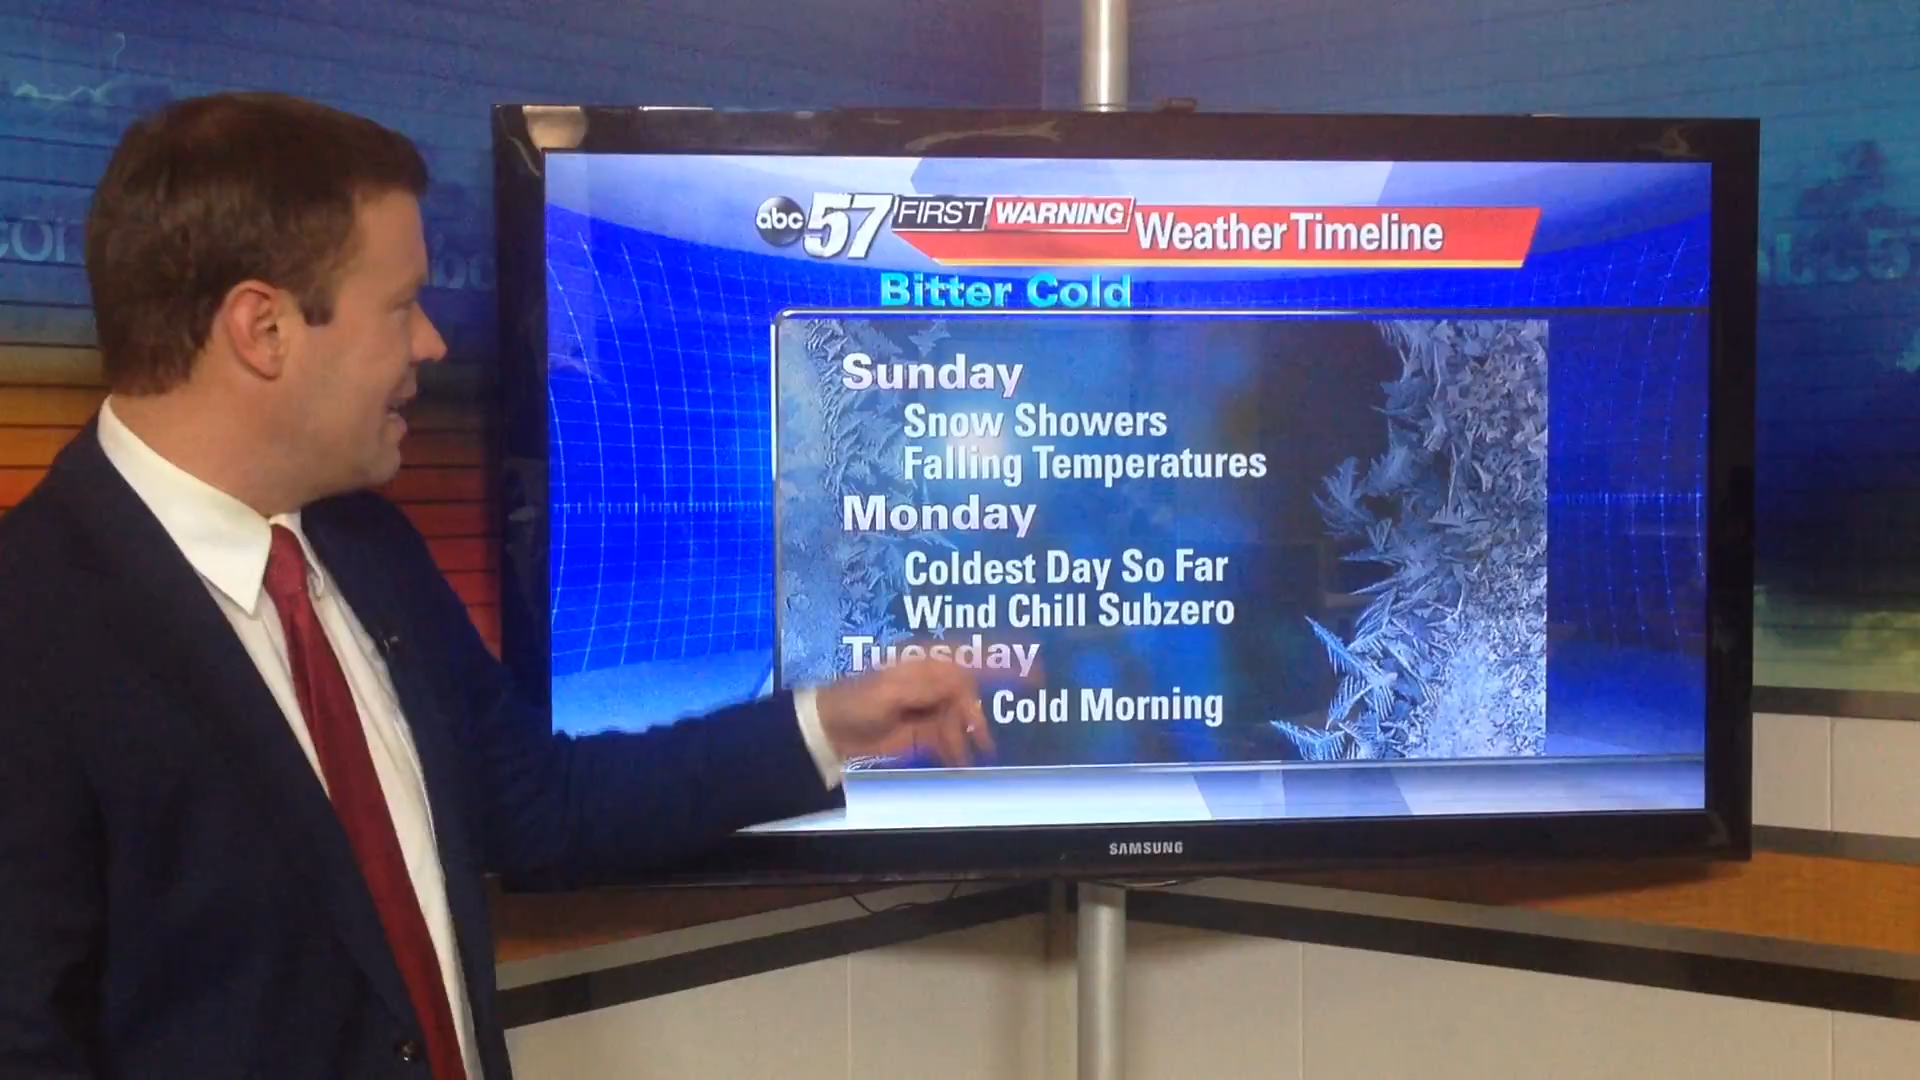 abc 57 FIRST WARNING Weather Timeline
Bitter Cold
Sunday
Snow Showers
Falling Temperatures
Monday
Coldest Day So Far
Wind Chill Subzero
Tuesday
Cold Morning
SAMSUNG